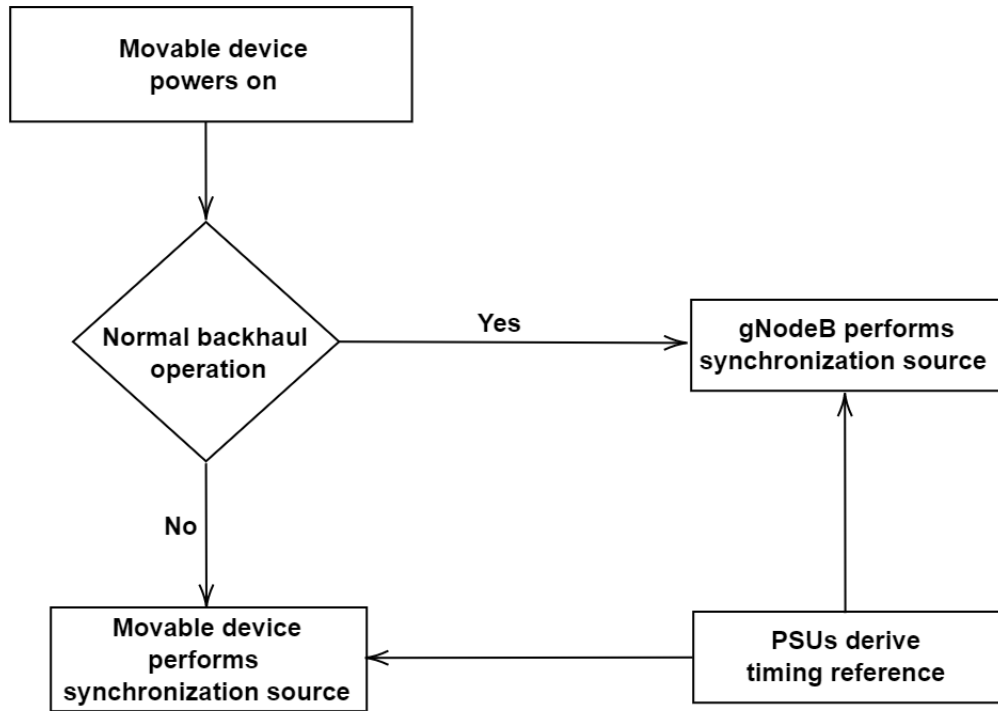 Movable device
powers on
Normal backhaul
operation
Yes
gNodeB performs
synchronization source
No
Movable device
performs
synchronization source
PSUs derive
timing reference